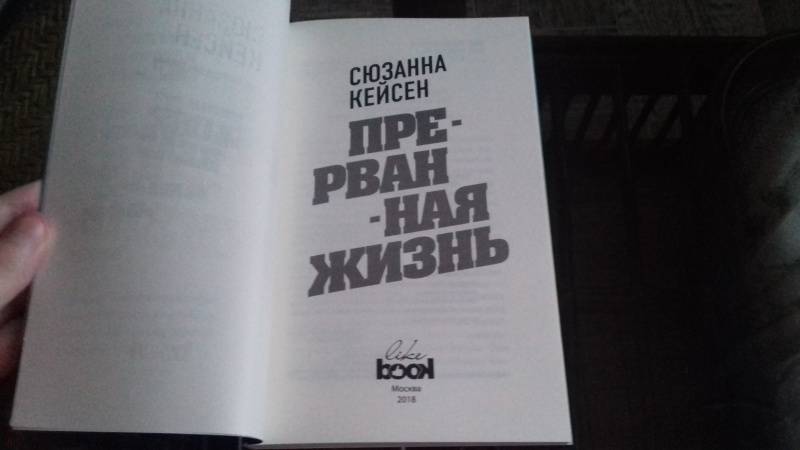 СЮЗАННА
КЕЙСЕН
ПРЕ-
РВАН
-НАЯ
ЖИЗНЬ
like
book
Москва
2018